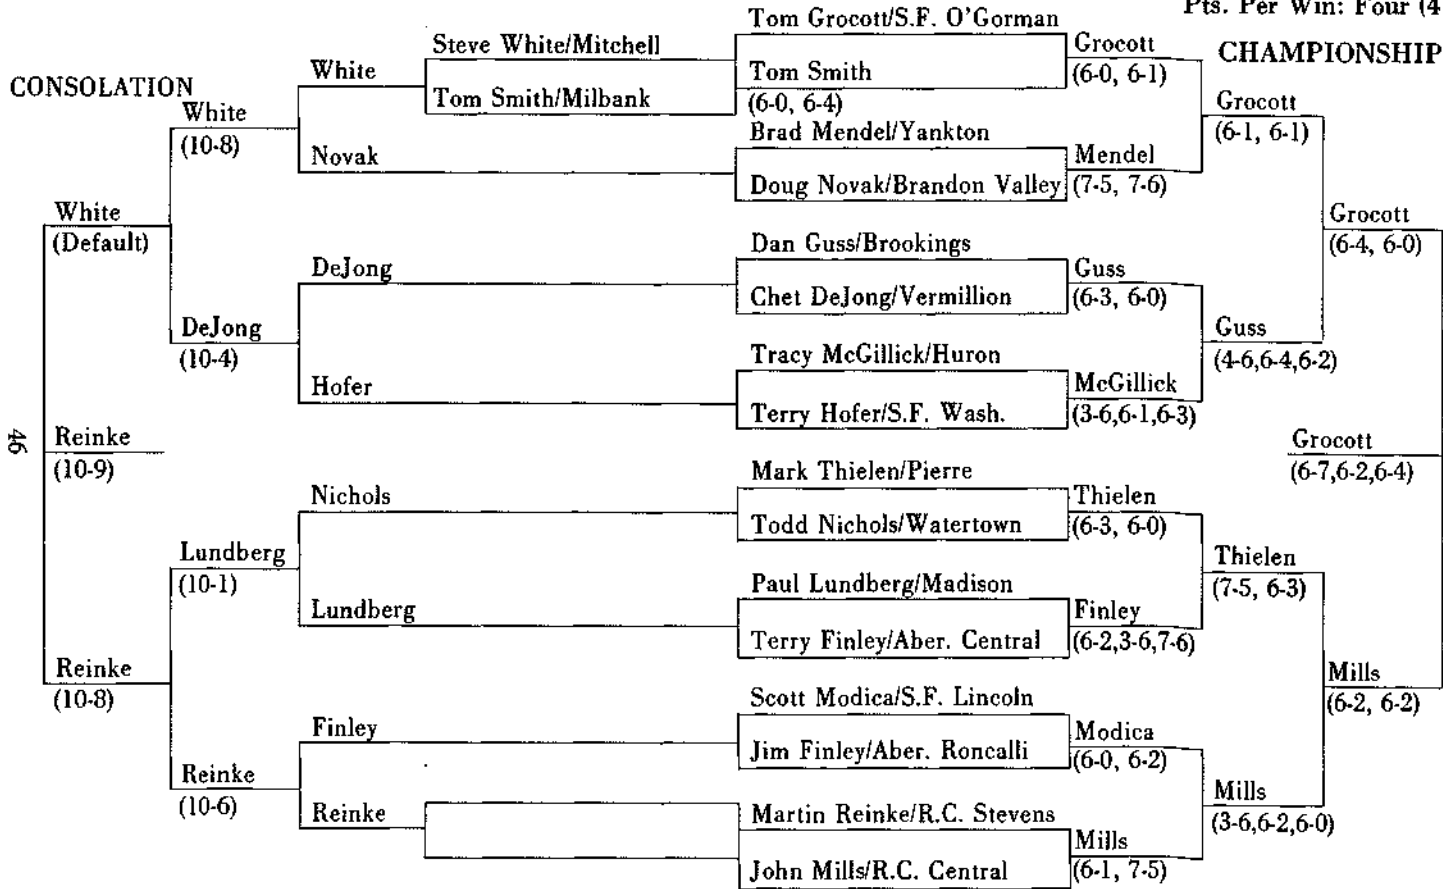 Pts. Per Win: Four (4
CHAMPIONSHIP
CONSOLATION
Tom Grocott/S.F. O'Gorman
Steve White/Mitchell
Tom Smith
(6-0, 6-4)
Tom Smith/Milbank
Brad Mendel/Yankton
Doug Novak/Brandon Valley
Dan Guss/Brookings
Chet DeJong/Vermillion
Tracy McGillick/Huron
Terry Hofer/S.F. Wash.
Mark Thielen/Pierre
Todd Nichols/Watertown
Paul Lundberg/Madison
Terry Finley/Aber. Central
Scott Modica/S.F. Lincoln
Jim Finley/Aber. Roncalli
Martin Reinke/R.C. Stevens
John Mills/R.C. Central
Grocott
(6-0, 6-1)
Mendel
(7-5, 7-6)
Guss
(6-3, 6-0)
McGillick
(3-6,6-1,6-3)
Thielen
(6-3, 6-0)
Finley
(6-2,3-6,7-6)
Modica
(6-0, 6-2)
Mills
(6-1, 7-5)
Grocott
(6-1, 6-1)
Guss
(4-6,6-4,6-2)
Thielen
(7-5, 6-3)
Mills
(3-6,6-2,6-0)
Grocott
(6-4, 6-0)
Mills
(6-2, 6-2)
Grocott
(6-7,6-2,6-4)
White
Novak
DeJong
Hofer
Nichols
Lundberg
Finley
Reinke
White
(10-8)
DeJong
(10-4)
Lundberg
(10-1)
Reinke
(10-6)
White
(Default)
Reinke
(10-8)
Reinke
(10-9)
46